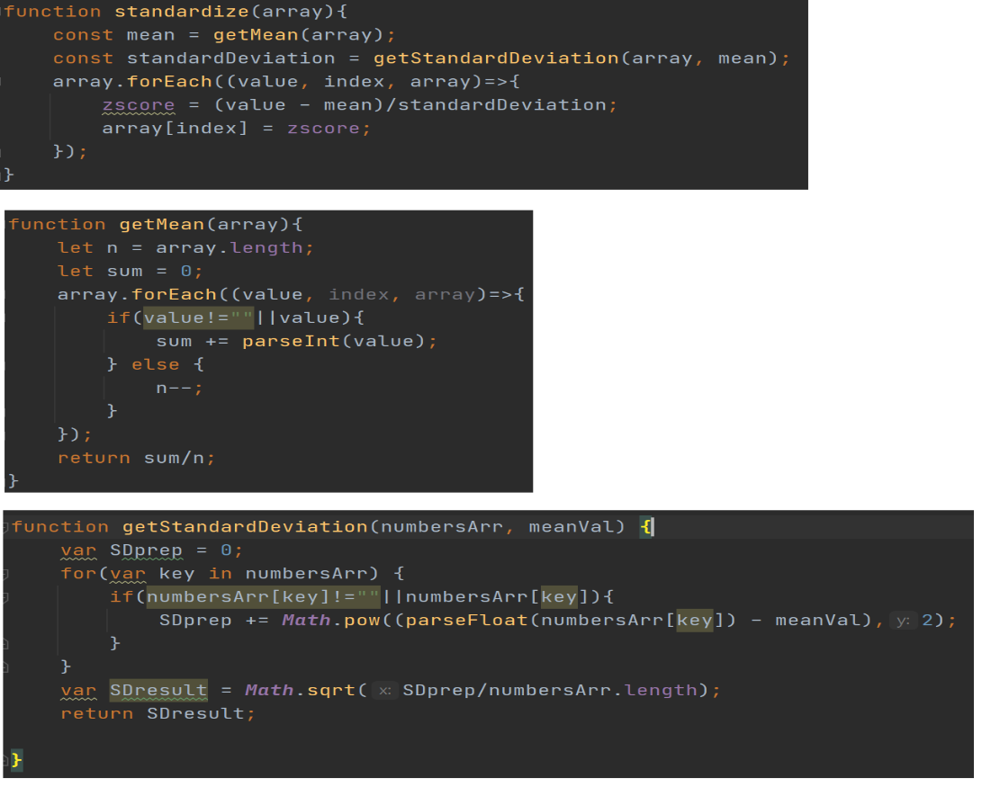 function standardize(array){
const mean = getMean(array);
const standardDeviation = getStandardDeviation(array, mean);
array.forEach((value, index, array)=>{
zscore = (value – mean)/standardDeviation;
array[index] = zscore;
});
}
function getMean(array){
let n = array.length;
let sum = 0;
array.forEach((value, index, array)=>{
if(value!=""||value){
sum += parseInt(value);
} else {
n--;
}
});
return sum/n;
}
function getStandardDeviation(numbersArr, meanVal) {
var SDprep = 0;
for(var key in numbersArr) {
if(numbersArr[key]!=""||numbersArr[key]){
SDprep += Math.pow((parseFloat(numbersArr[key]) – meanVal), y: 2);
}
}
var SDresult = Math.sqrt( x: SDprep/numbersArr.length);
return SDresult;
}